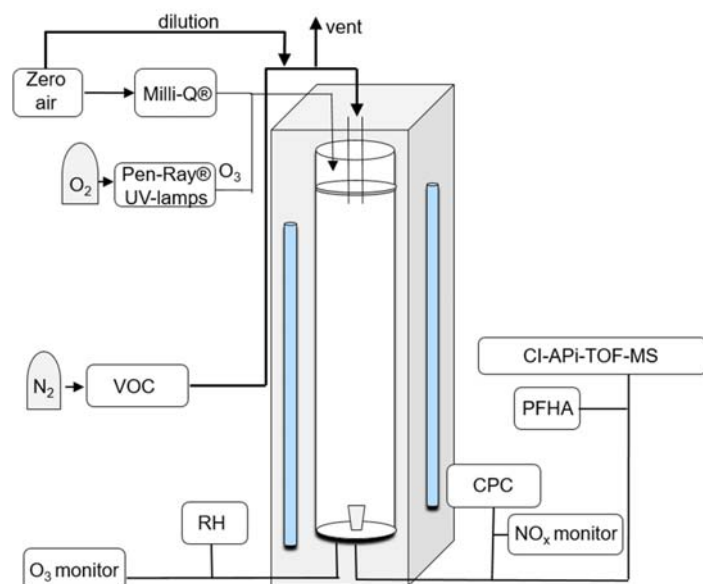 dilution
vent
Zero
air
Milli-Q®
O₂
Pen-Ray®
UV-lamps
O₃
N₂
VOC
CI-APi-TOF-MS
PFHA
CPC
RH
NOₓ monitor
O₃ monitor